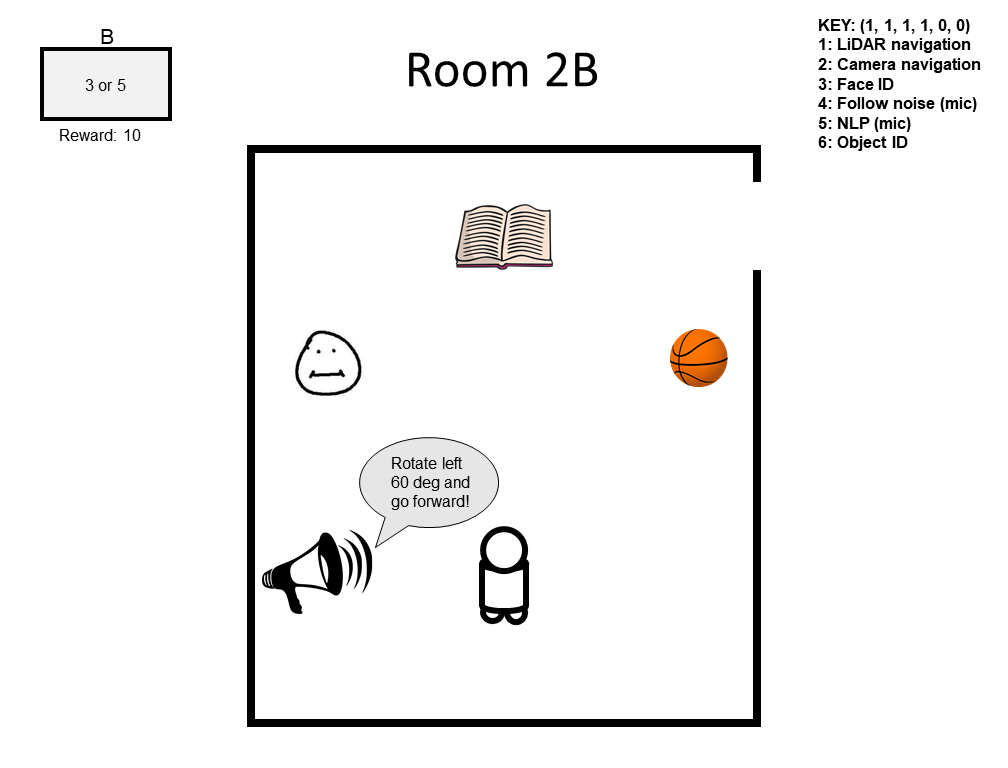 B
3 or 5
Reward: 10
Room 2B
KEY: (1, 1, 1, 1, 0, 0)
1: LiDAR navigation
2: Camera navigation
3: Face ID
4: Follow noise (mic)
5: NLP (mic)
6: Object ID
Rotate left
60 deg and
go forward!